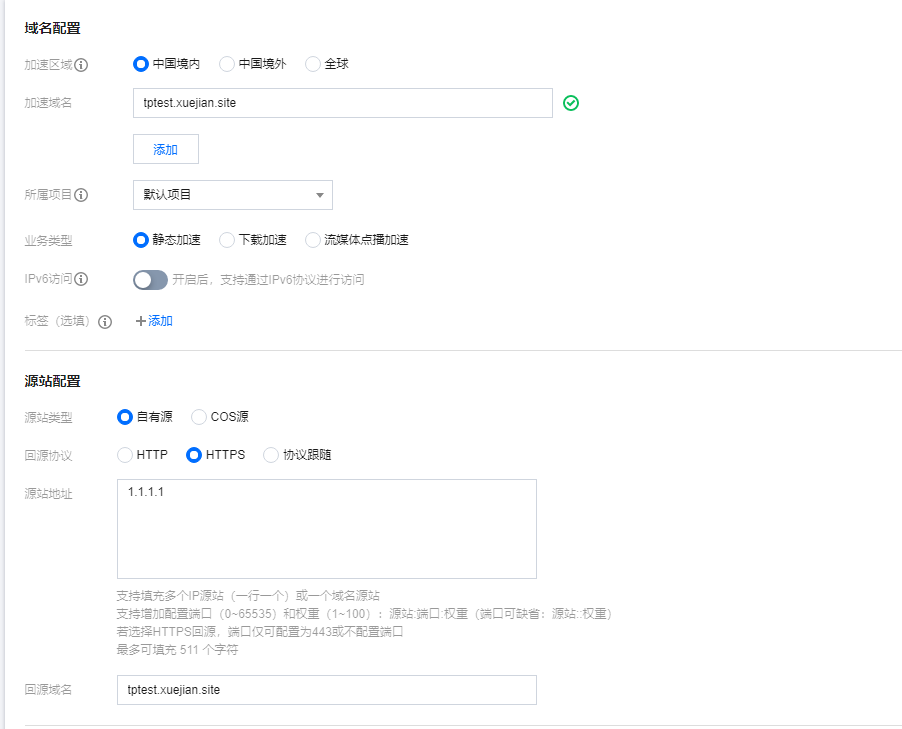 域名配置
加速区域 中国境内 中国境外 全球
加速域名 tptest.xuejian.site
添加
所属项目 默认项目
业务类型 静态加速 下载加速 流媒体点播加速
IPv6访问 开启后，支持通过IPv6协议进行访问
标签（选填） +添加
源站配置
源站类型 自有源 COS源
回源协议 HTTP HTTPS 协议跟随
源站地址 1.1.1.1
支持填充多个IP源站（一行一个）或一个域名源站
支持增加配置端口（0~65535）和权重（1~100）：源站:端口:权重（端口可缺省：源站::权重）
若选择HTTPS回源，端口仅可配置为443或不配置端口
最多可填充 511 个字符
回源域名 tptest.xuejian.site